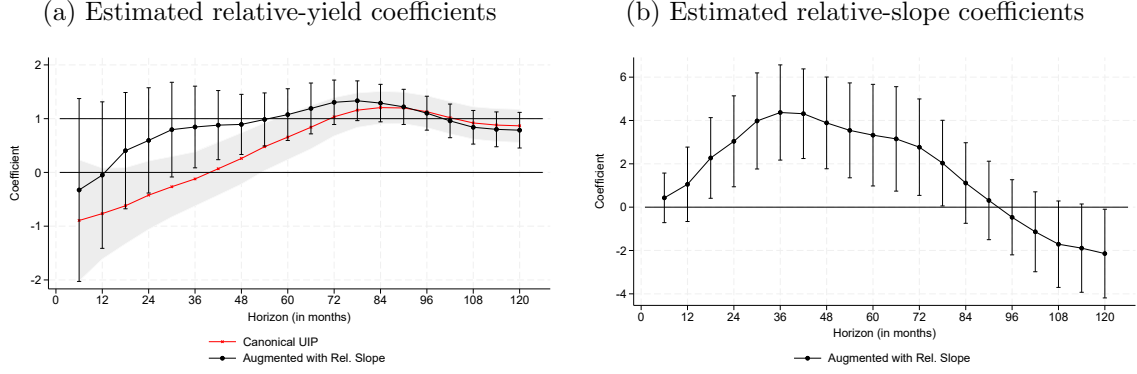 (a) Estimated relative-yield coefficients
2
1
0
-1
-2
Coefficient
0 12 24 36 48 60 72 84 96 108 120
Horizon (in months)
Canonical UIP
Augmented with Rel. Slope
(b) Estimated relative-slope coefficients
6
4
2
0
-2
-4
Coefficient
0 12 24 36 48 60 72 84 96 108 120
Horizon (in months)
Augmented with Rel. Slope